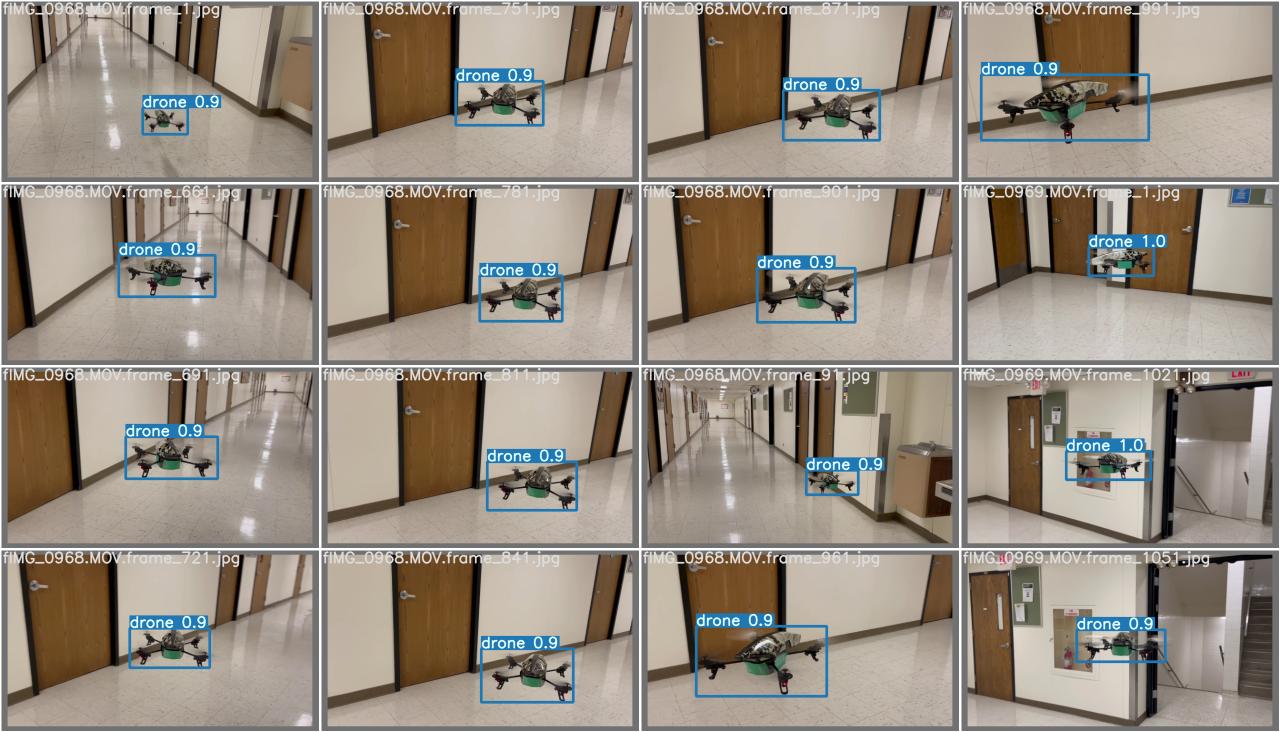 fIMG_0968.MOV.frame_1.jpg
drone 0.9
fIMG_0968.MOV.frame_751.jpg
drone 0.9
fIMG_0968.MOV.frame_871.jpg
drone 0.9
fIMG_0968.MOV.frame_991.jpg
drone 0.9
fIMG_0968.MOV.frame_661.jpg
drone 0.9
fIMG_0968.MOV.frame_781.jpg
drone 0.9
fIMG_0968.MOV.frame_901.jpg
drone 0.9
fIMG_0969.MOV.frame_1.jpg
drone 1.0
fIMG_0968.MOV.frame_691.jpg
drone 0.9
fIMG_0968.MOV.frame_811.jpg
drone 0.9
fIMG_0968.MOV.frame_91.jpg
drone 0.9
fIMG_0969.MOV.frame_1021.jpg
EXIT
drone 1.0
fIMG_0968.MOV.frame_721.jpg
drone 0.9
fIMG_0968.MOV.frame_841.jpg
drone 0.9
fIMG_0968.MOV.frame_961.jpg
drone 0.9
fIMG_0969.MOV.frame_1051.jpg
drone 0.9